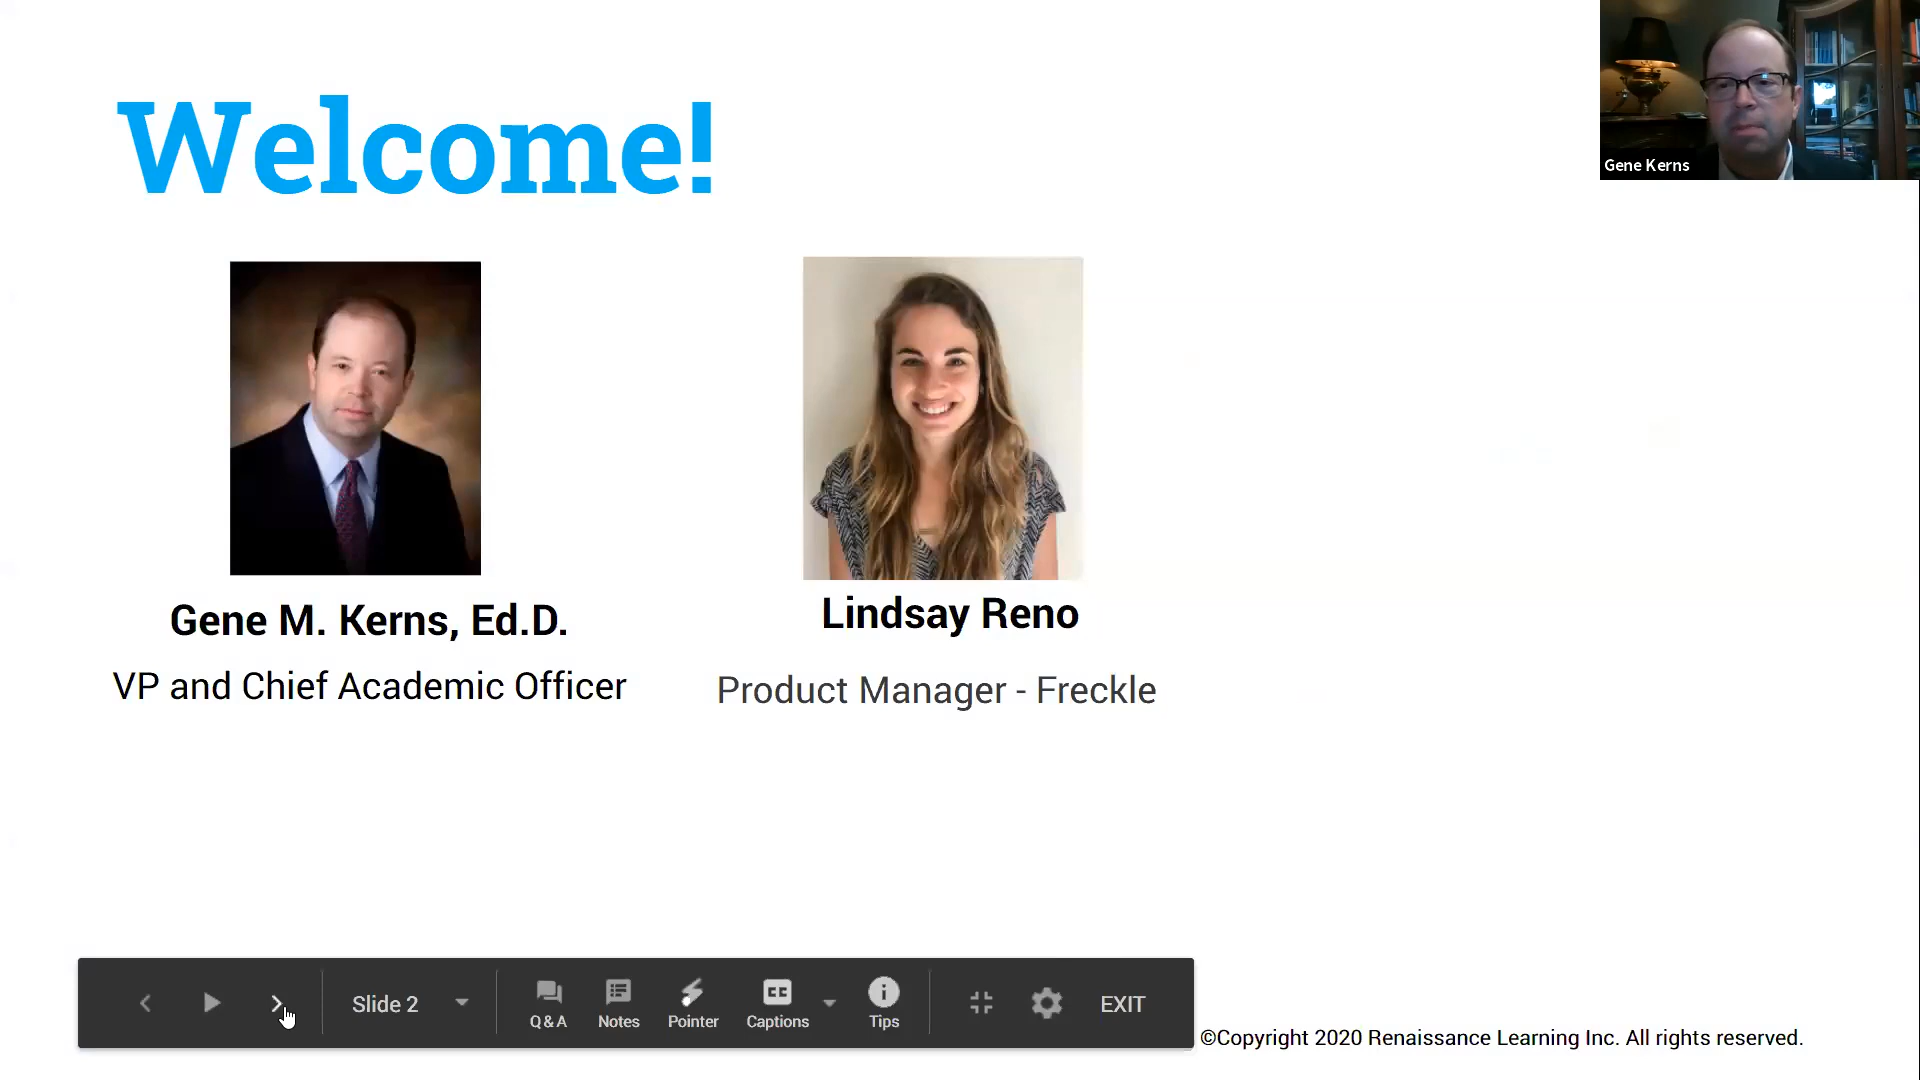 Welcome!
Gene Kerns
Gene M. Kerns, Ed.D.
VP and Chief Academic Officer
Lindsay Reno
Product Manager - Freckle
Slide 2
Q&A
Notes
CC
Pointer
Captions
Tips
EXIT
©Copyright 2020 Renaissance Learning Inc. All rights reserved.